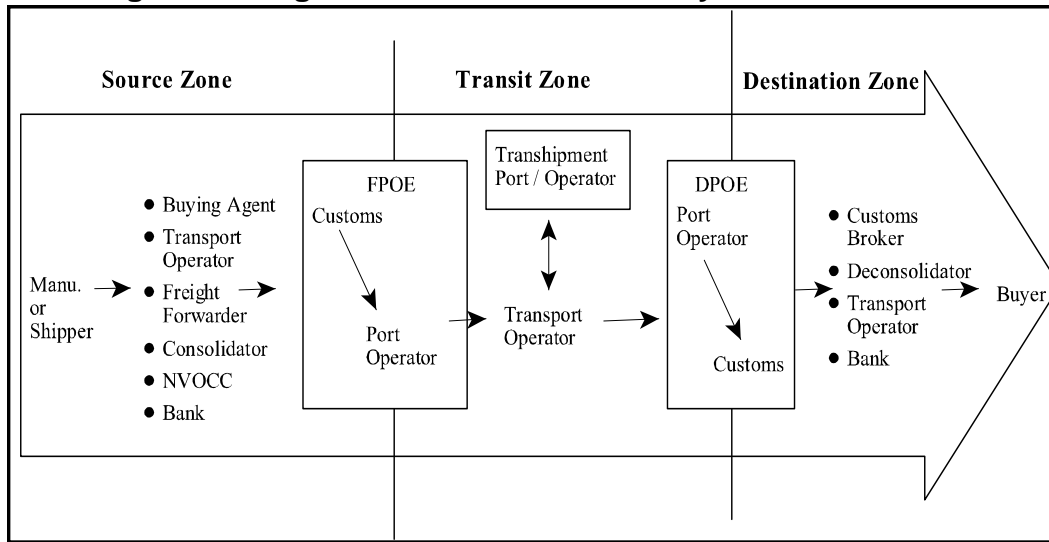 Source Zone
Transit Zone
Destination Zone
Manu.
or
Shipper
● Buying Agent
● Transport
Operator
● Freight
Forwarder
● Consolidator
● NVOCC
● Bank
FPOE
Customs
Port
Operator
Transhipment
Port / Operator
Transport
Operator
DPOE
Port
Operator
Customs
● Customs
Broker
● Deconsolidator
● Transport
Operator
● Bank
Buyer